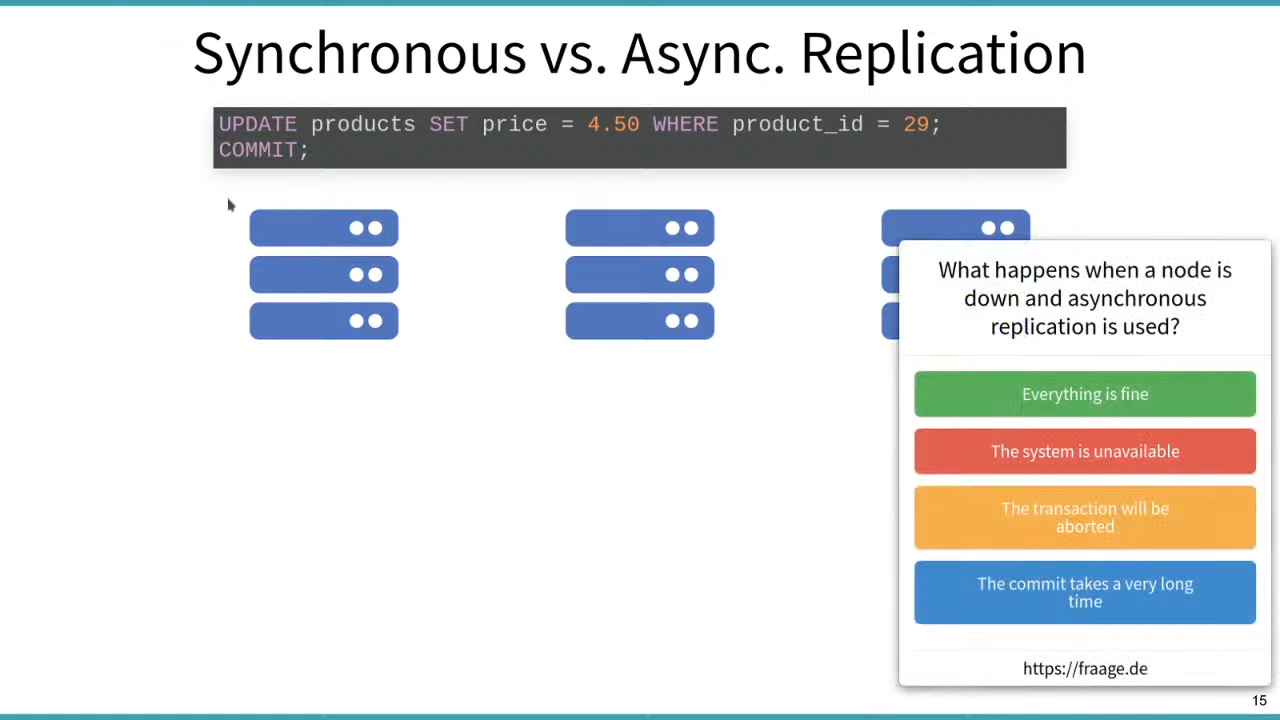 Synchronous vs. Async. Replication
UPDATE products SET price = 4.50 WHERE product_id = 29;
COMMIT;
What happens when a node is
down and asynchronous
replication is used?
Everything is fine
The system is unavailable
The transaction will be
aborted
The commit takes a very long
time
https://fraage.de
15